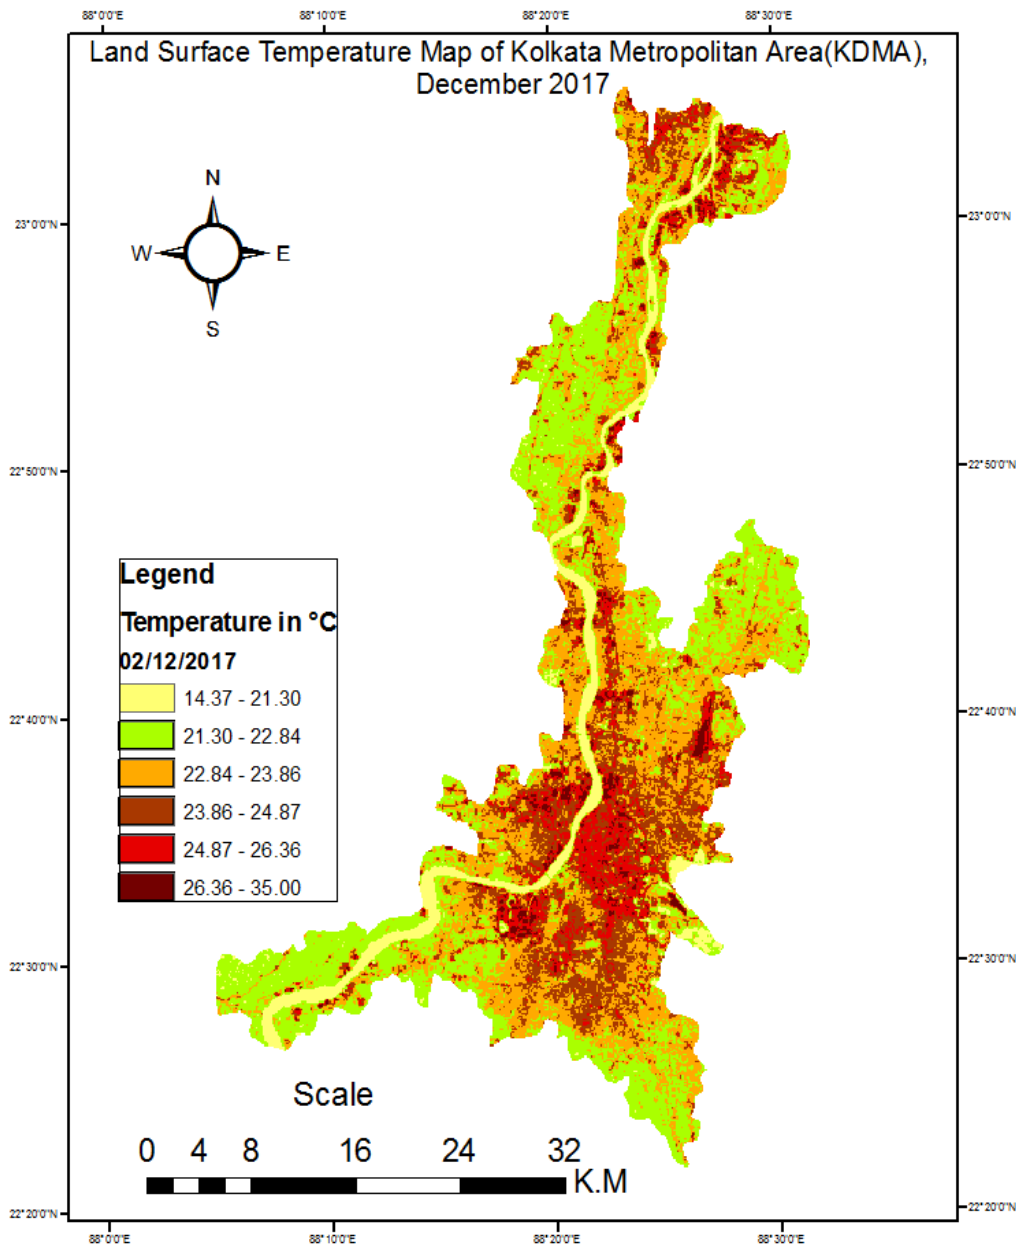 88°0'0"E 88°10'0"E 88°20'0"E 88°30'0"E
Land Surface Temperature Map of Kolkata Metropolitan Area(KDMA),
December 2017
N
W E
S
23°0'0"N 23°0'0"N
22°50'0"N 22°50'0"N
Legend
Temperature in °C
02/12/2017
14.37 - 21.30
21.30 - 22.84
22.84 - 23.86
23.86 - 24.87
24.87 - 26.36
26.36 - 35.00
22°40'0"N 22°40'0"N
22°30'0"N 22°30'0"N
Scale
0 4 8 16 24 32
K.M
22°20'0"N 22°20'0"N
88°0'0"E 88°10'0"E 88°20'0"E 88°30'0"E